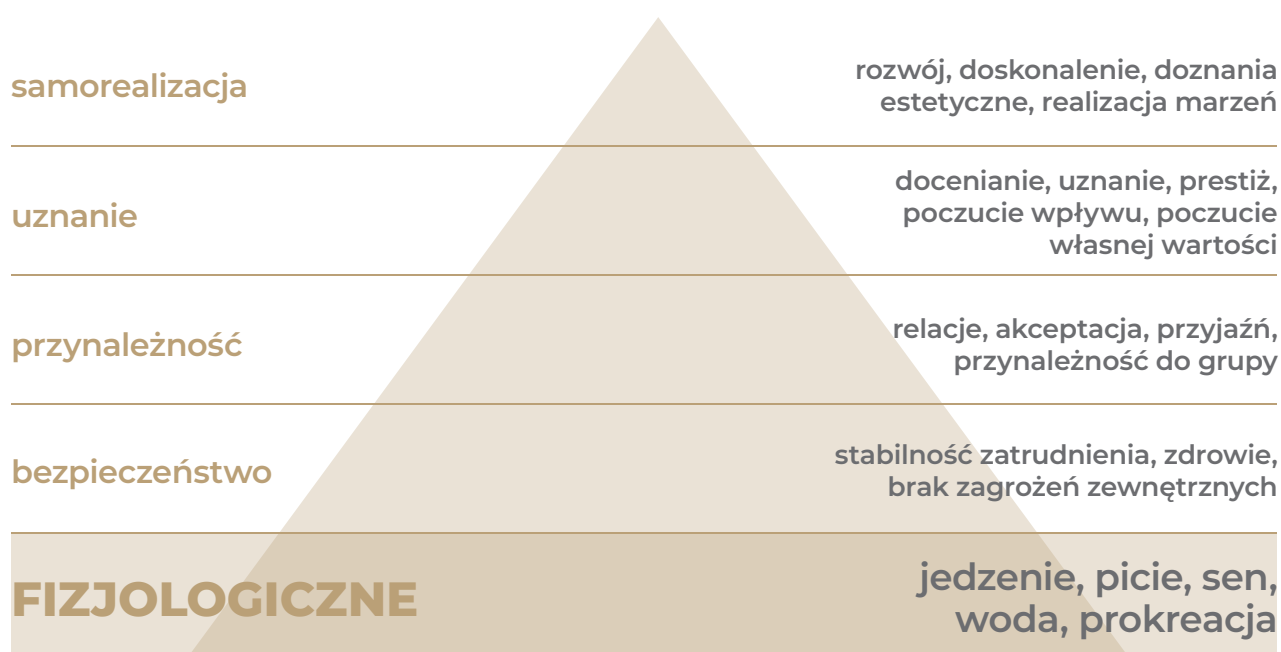 samorealizacja
rozwój, doskonalenie, doznania
estetyczne, realizacja marzeń
uznanie
docenianie, uznanie, prestiż,
poczucie wpływu, poczucie
własnej wartości
przynależność
relacje, akceptacja, przyjaźń,
przynależność do grupy
bezpieczeństwo
stabilność zatrudnienia, zdrowie,
brak zagrożeń zewnętrznych
FIZJOLOGICZNE
jedzenie, picie, sen,
woda, prokreacja